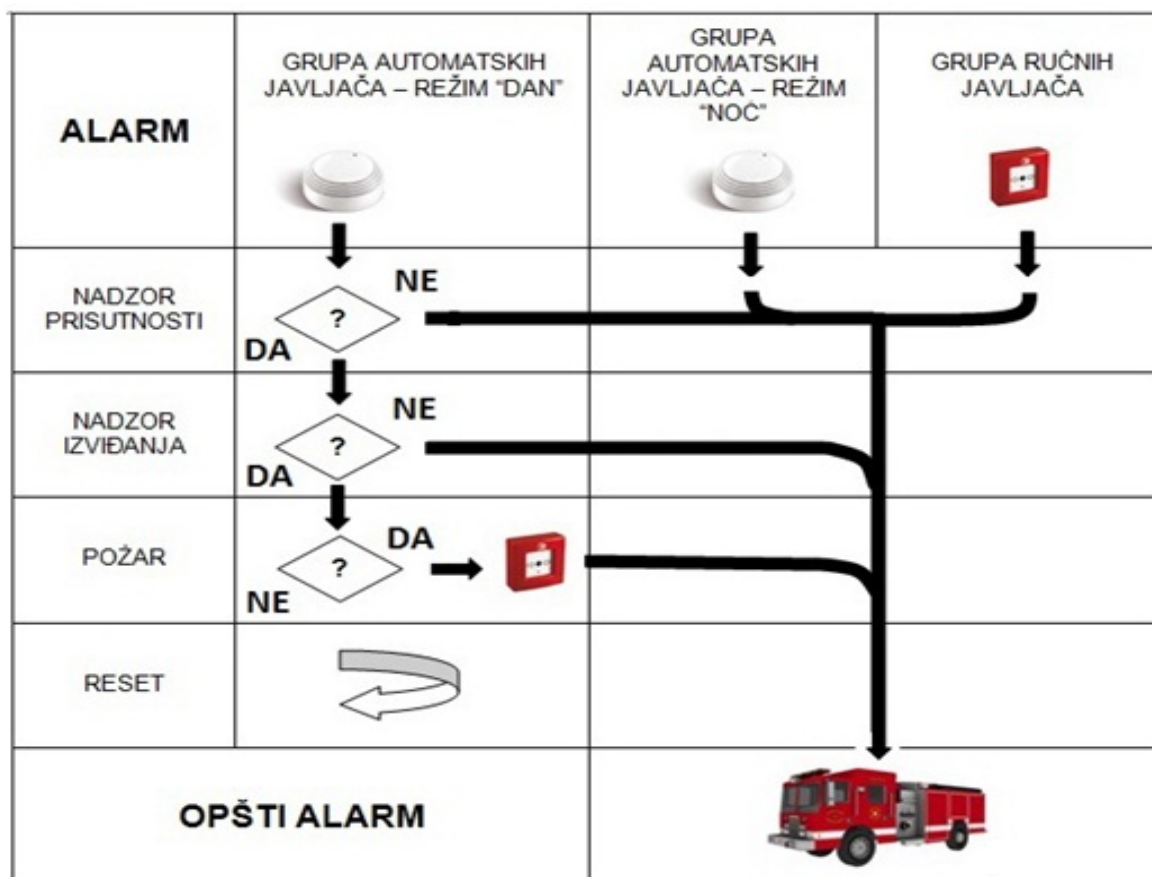 ALARM
GRUPA AUTOMATSKIH
JAVLJAČA – REŽIM “DAN”
GRUPA
AUTOMATSKIH
JAVLJAČA – REŽIM
“NOĆ”
GRUPA RUČNIH
JAVLJAČA
NADZOR
PRISUTNOSTI
?
NE
DA
NADZOR
IZVIĐANJA
?
NE
DA
POŽAR
?
DA
NE
RESET
OPŠTI ALARM